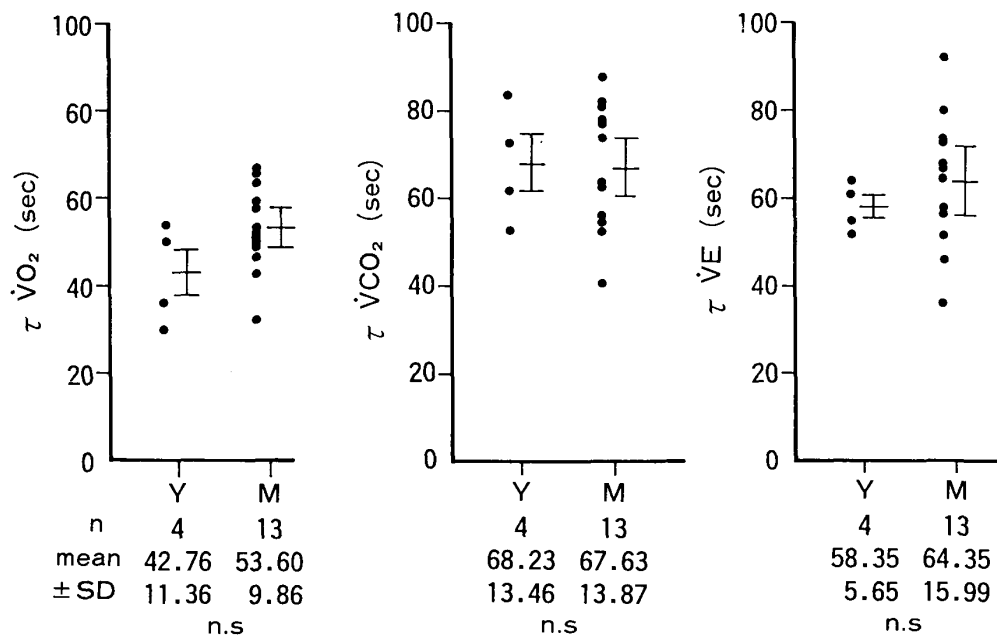 100
60
60
40
20
0
τ V̇O₂ (sec)
Y M
100
80
60
40
20
0
τ V̇CO₂ (sec)
Y M
100
80
60
40
20
0
τ V̇E (sec)
Y M
n 4 13 4 13 4 13
mean 42.76 53.60 68.23 67.63 58.35 64.35
±SD 11.36 9.86 13.46 13.87 5.65 15.99
n.s n.s n.s